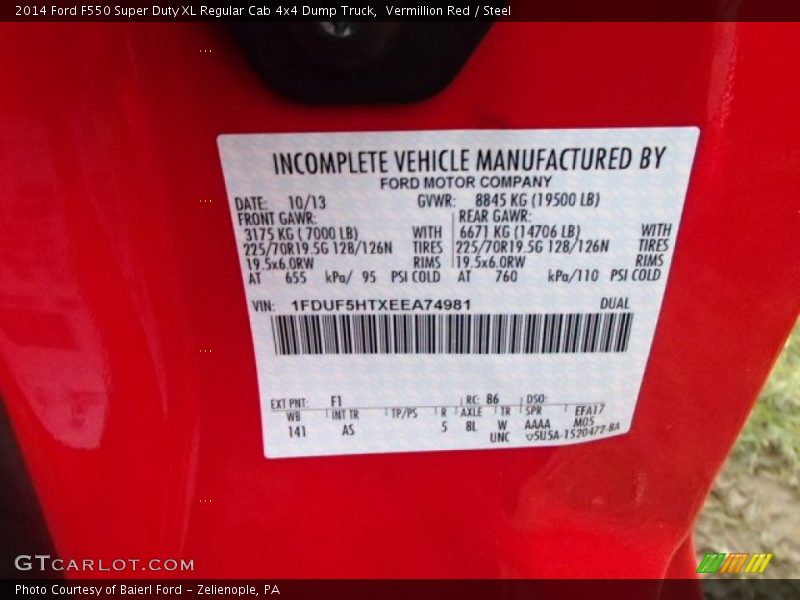 2014 Ford F550 Super Duty XL Regular Cab 4x4 Dump Truck,  Vermillion Red / Steel
INCOMPLETE VEHICLE MANUFACTURED BY
FORD MOTOR COMPANY
DATE: 10/13 GVWR: 8845 KG (19500 LB)
FRONT GAWR: REAR GAWR:
3175 KG ( 7000 LB) WITH 6671 KG (14706 LB) WITH
225/70R19.5G 128/126N TIRES 225/70R19.5G 128/126N TIRES
19.5x6.0RW RIMS 19.5x6.0RW RIMS
AT 655 kPa/ 95 PSI COLD AT 760 kPa/110 PSI COLD
VIN: 1FDUF5HTXEEA74981 DUAL
EXT PNT: F1 RC: 86 DSO:
WB INT TR TP/PS R AXLE TR SPR EFA17
141 AS 5 8L W AAAA M05
UNC ▽5U5A-1520472-BA
GTCARLOT.COM
Photo Courtesy of Baierl Ford - Zelienople, PA